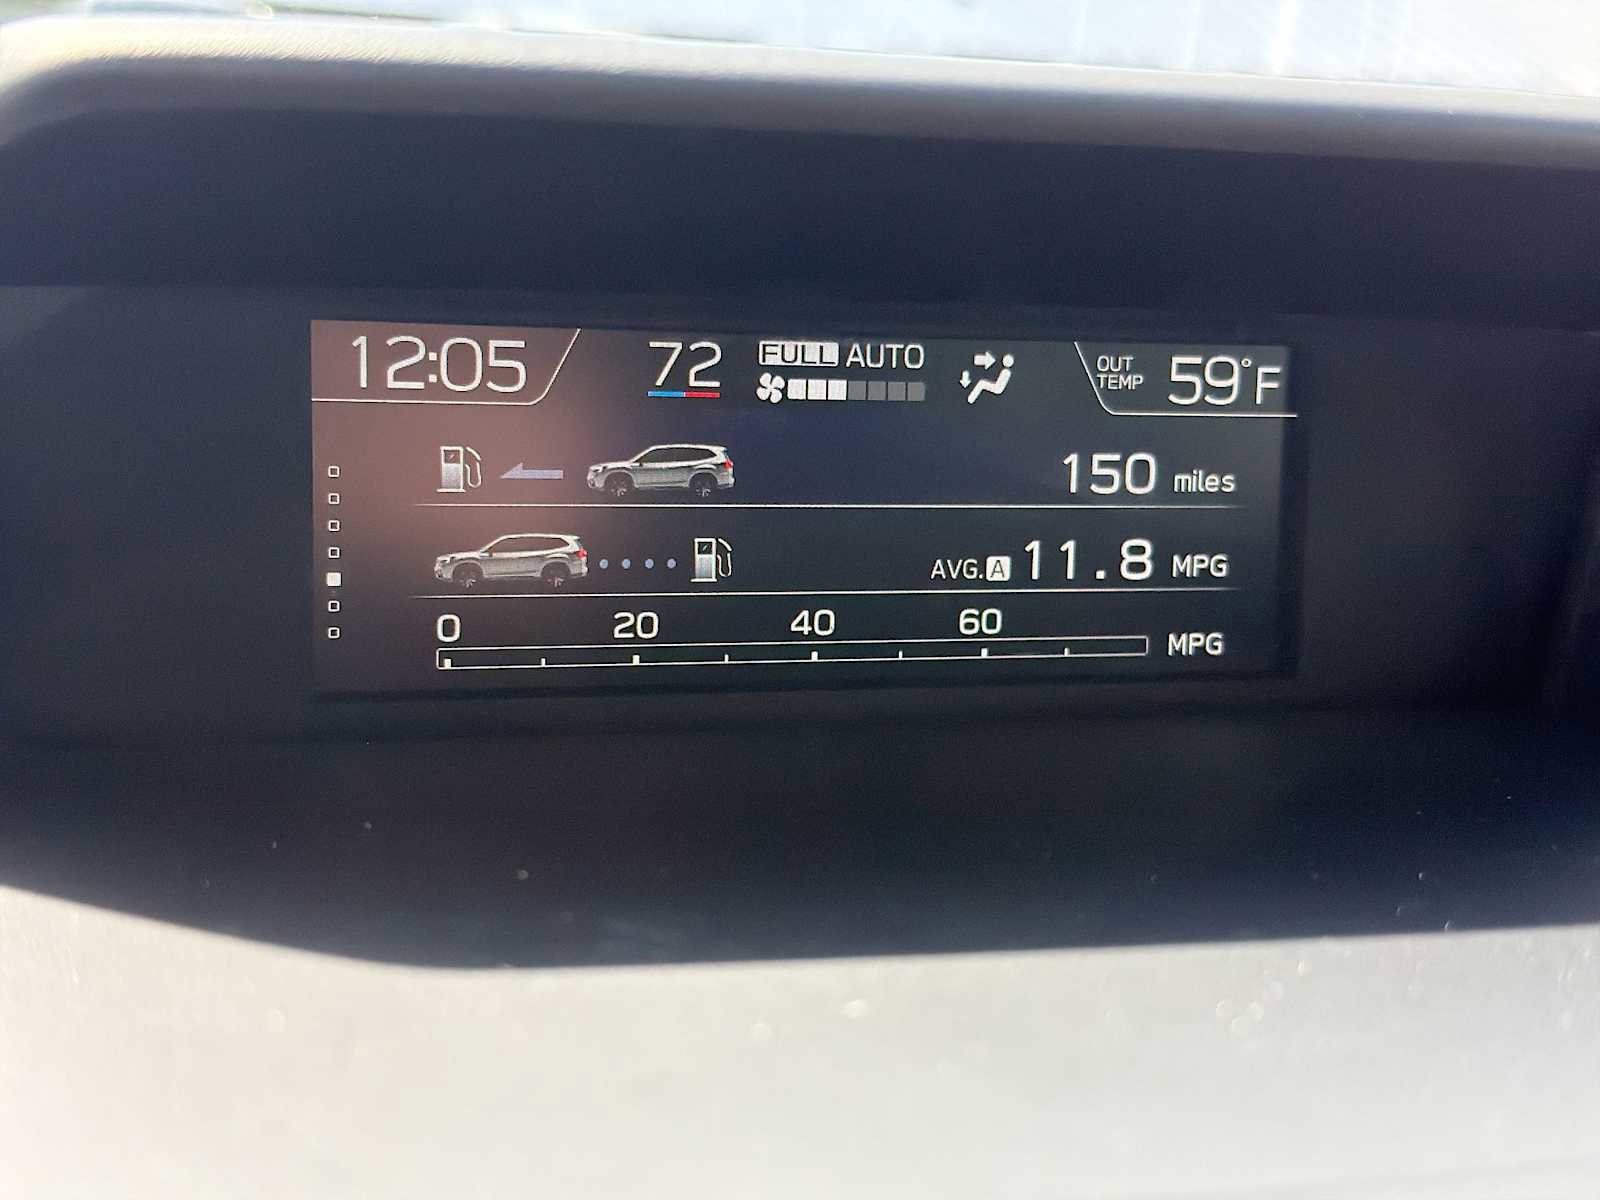 12:05 72 FULL AUTO OUT TEMP 59°F
150 miles
AVG. A 11.8 MPG
0 20 40 60
MPG